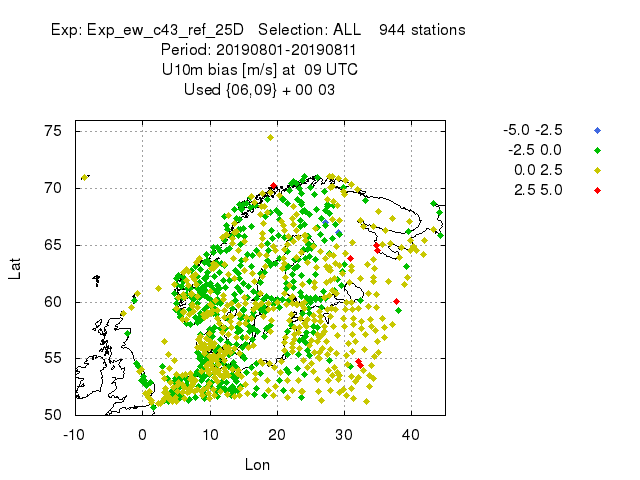 Exp: Exp_ew_c43_ref_25D   Selection: ALL    944 stations
Period: 20190801-20190811
U10m bias [m/s] at  09 UTC
Used {06,09} + 00 03
-5.0 -2.5
-2.5 0.0
0.0 2.5
2.5 5.0
75
70
65
60
55
50
Lat
-10 0 10 20 30 40
Lon